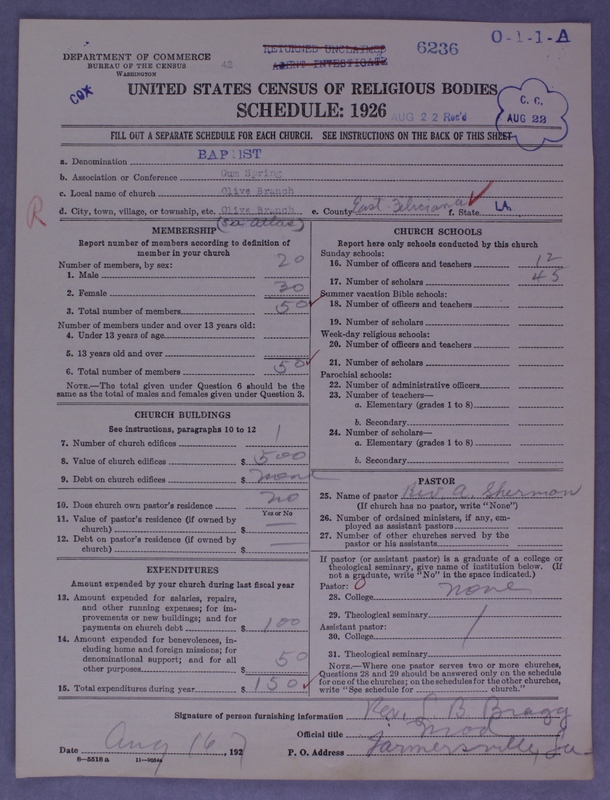 DEPARTMENT OF COMMERCE
BUREAU OF THE CENSUS
WASHINGTON
42
RETURNED UNCLAIMED
AGENT INVESTIGATE
6236
O-1-1-A
COX
UNITED STATES CENSUS OF RELIGIOUS BODIES
SCHEDULE: 1926
AUG 22 Rec'd
C. C.
AUG 22
FILL OUT A SEPARATE SCHEDULE FOR EACH CHURCH. SEE INSTRUCTIONS ON THE BACK OF THIS SHEET
a. Denomination BAPTIST
b. Association or Conference Gum Spring
c. Local name of church Olive Branch
d. City, town, village, or township, etc. Olive Branch e. County East Feliciana f. State LA.
(See atlas)
R
MEMBERSHIP
Report number of members according to definition of member in your church
Number of members, by sex:
1. Male 20
2. Female 30
3. Total number of members 50
Number of members under and over 13 years old:
4. Under 13 years of age
5. 13 years old and over
6. Total number of members 50
NOTE.—The total given under Question 6 should be the same as the total of males and females given under Question 3.
CHURCH BUILDINGS
See instructions, paragraphs 10 to 12
7. Number of church edifices 1
8. Value of church edifices $ 500
9. Debt on church edifices $ none
10. Does church own pastor's residence no
Yes or No
11. Value of pastor's residence (if owned by church) $ —
12. Debt on pastor's residence (if owned by church) $ —
EXPENDITURES
Amount expended by your church during last fiscal year
13. Amount expended for salaries, repairs, and other running expenses; for improvements or new buildings; and for payments on church debt $ 100
14. Amount expended for benevolences, including home and foreign missions; for denominational support; and for all other purposes $ 50
15. Total expenditures during year $ 150
CHURCH SCHOOLS
Report here only schools conducted by this church
Sunday schools:
16. Number of officers and teachers 12
17. Number of scholars 45
Summer vacation Bible schools:
18. Number of officers and teachers
19. Number of scholars
Week-day religious schools:
20. Number of officers and teachers
21. Number of scholars
Parochial schools:
22. Number of administrative officers
23. Number of teachers—
a. Elementary (grades 1 to 8)
b. Secondary
24. Number of scholars—
a. Elementary (grades 1 to 8)
b. Secondary
PASTOR
25. Name of pastor Rev. A. Sherman
(If church has no pastor, write "None")
26. Number of ordained ministers, if any, employed as assistant pastors
27. Number of other churches served by the pastor or his assistants
If pastor (or assistant pastor) is a graduate of a college or theological seminary, give name of institution below. (If not a graduate, write "No" in the space indicated.)
Pastor: 0
28. College none
29. Theological seminary
Assistant pastor:
30. College
31. Theological seminary
NOTE.—Where one pastor serves two or more churches, Questions 28 and 29 should be answered only on the schedule for one of the churches; on the schedules for the other churches, write "See schedule for church."
Signature of person furnishing information Rev. S B Bragg
Official title Mod
Date Aug 16, 1927 P. O. Address Farmersville, La
8—5518a 11—9054a